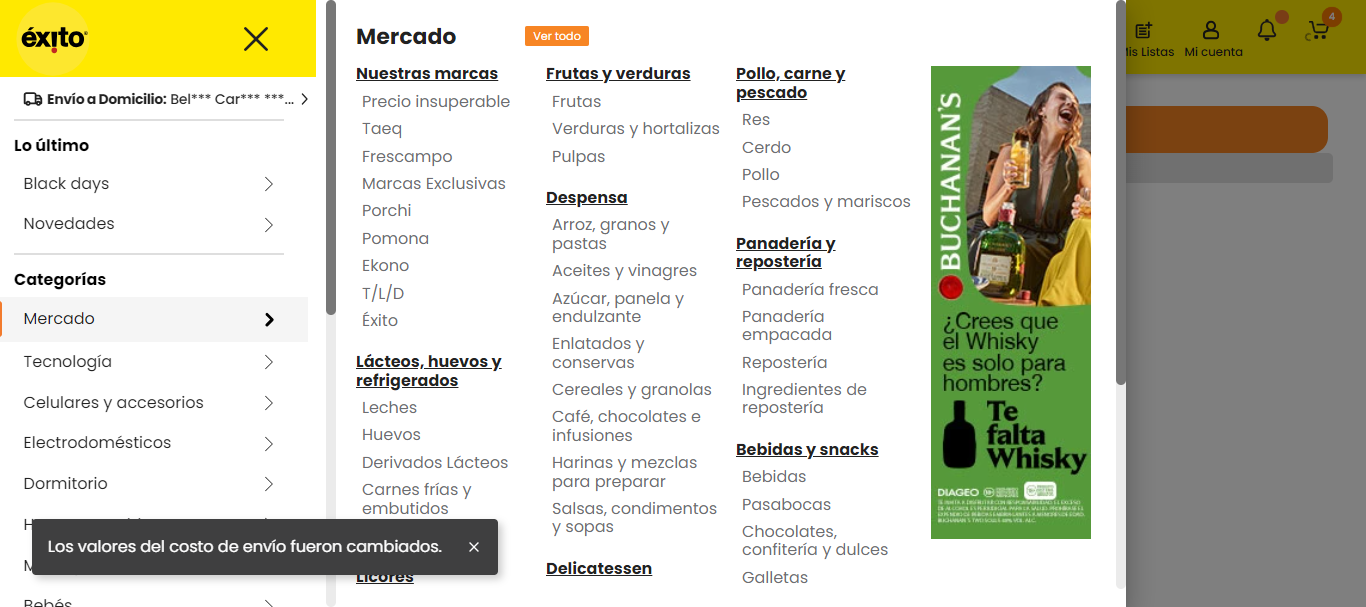 éxito
Envío a Domicilio: Bel*** Car*** ***...
Lo último
Black days
Novedades
Categorías
Mercado
Tecnología
Celulares y accesorios
Electrodomésticos
Dormitorio
Bebés
Los valores del costo de envío fueron cambiados.
Mercado
Ver todo
Nuestras marcas
Precio insuperable
Taeq
Frescampo
Marcas Exclusivas
Porchi
Pomona
Ekono
T/L/D
Éxito
Lácteos, huevos y
refrigerados
Leches
Huevos
Derivados Lácteos
Carnes frías y
embutidos
Licores
Frutas y verduras
Frutas
Verduras y hortalizas
Pulpas
Despensa
Arroz, granos y
pastas
Aceites y vinagres
Azúcar, panela y
endulzante
Enlatados y
conservas
Cereales y granolas
Café, chocolates e
infusiones
Harinas y mezclas
para preparar
Salsas, condimentos
y sopas
Delicatessen
Pollo, carne y
pescado
Res
Cerdo
Pollo
Pescados y mariscos
Panadería y
repostería
Panadería fresca
Panadería
empacada
Repostería
Ingredientes de
repostería
Bebidas y snacks
Bebidas
Pasabocas
Chocolates,
confitería y dulces
Galletas
BUCHANAN'S
¿Crees que
el Whisky
es solo para
hombres?
Te
falta
Whisky
DIAGEO
Mis Listas
Mi cuenta
4